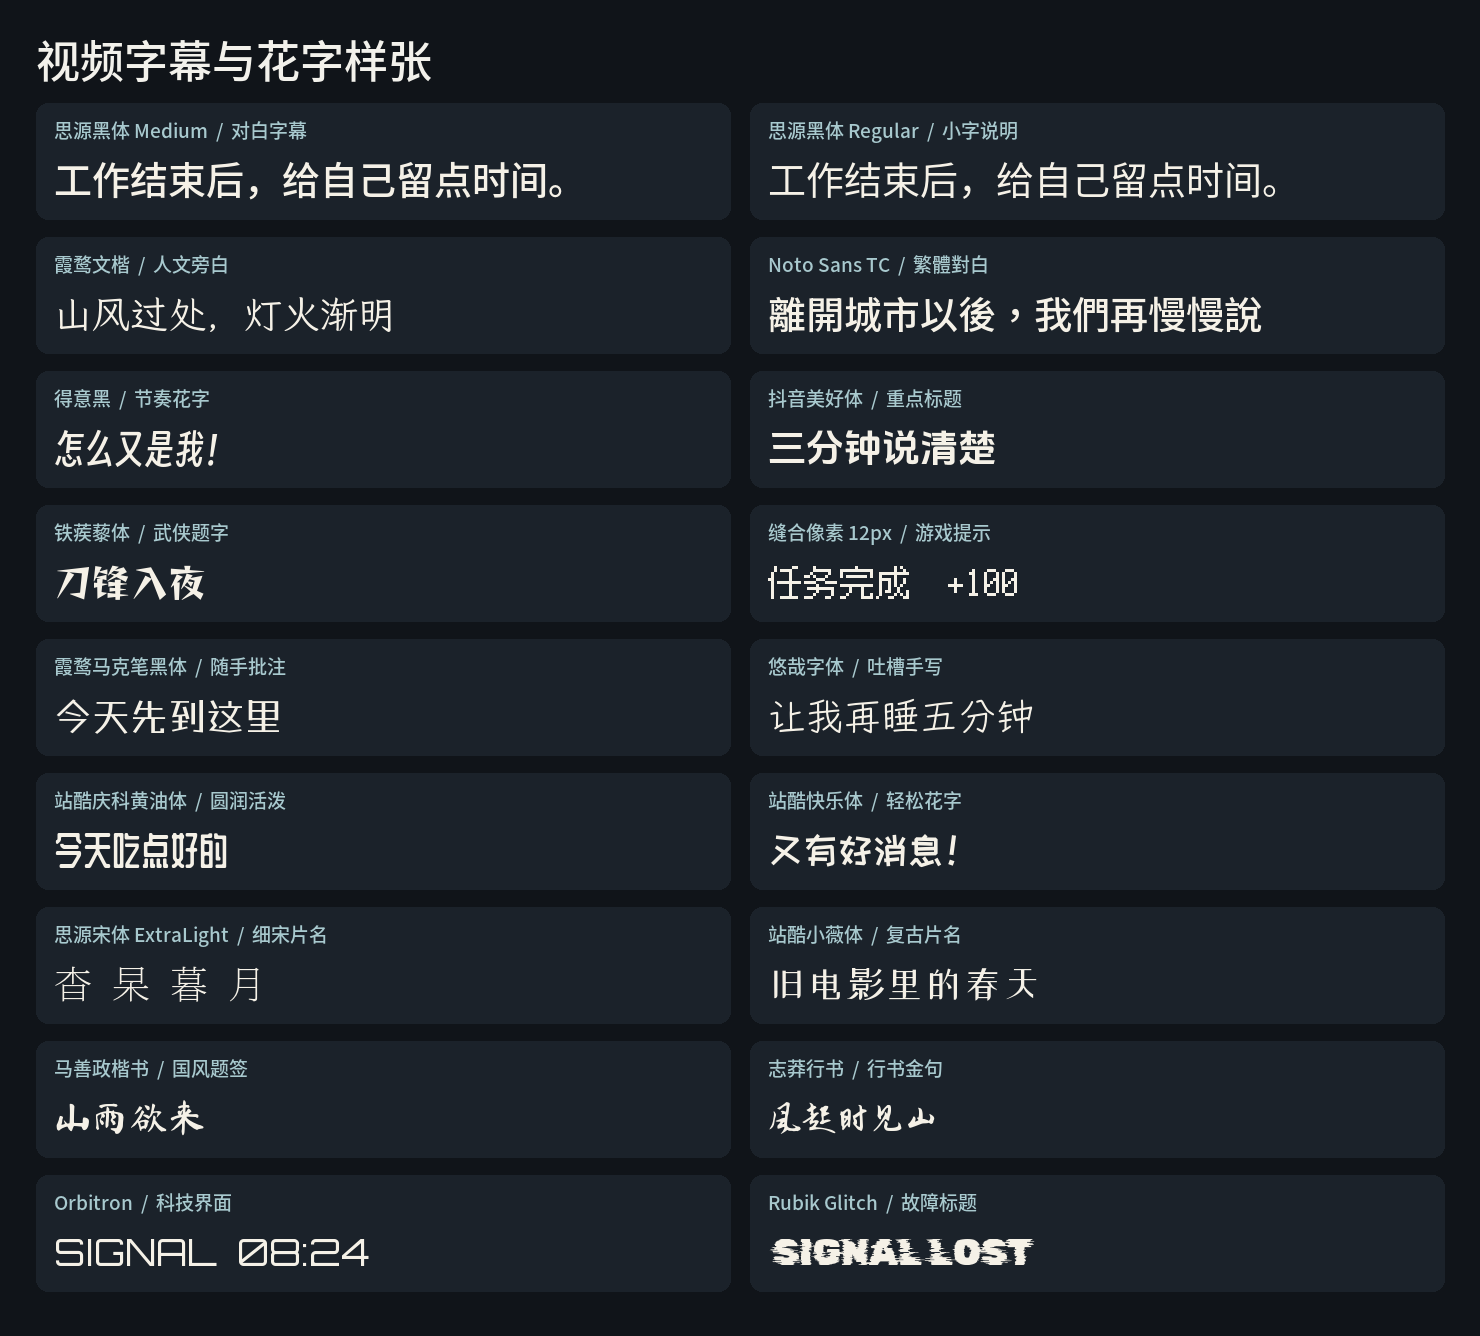 视频字幕与花字样张
思源黑体 Medium / 对白字幕
工作结束后，给自己留点时间。
思源黑体 Regular / 小字说明
工作结束后，给自己留点时间。
霞鹜文楷 / 人文旁白
山风过处，灯火渐明
Noto Sans TC / 繁體對白
離開城市以後，我們再慢慢說
得意黑 / 节奏花字
怎么又是我！
抖音美好体 / 重点标题
三分钟说清楚
铁蒺藜体 / 武侠题字
刀锋入夜
缝合像素 12px / 游戏提示
任务完成 +100
霞鹜马克笔黑体 / 随手批注
今天先到这里
悠哉字体 / 吐槽手写
让我再睡五分钟
站酷庆科黄油体 / 圆润活泼
今天吃点好的
站酷快乐体 / 轻松花字
又有好消息！
思源宋体 ExtraLight / 细宋片名
杳 杲 暮 月
站酷小薇体 / 复古片名
旧电影里的春天
马善政楷书 / 国风题签
山雨欲来
志莽行书 / 行书金句
风起时见山
Orbitron / 科技界面
SIGNAL 08:24
Rubik Glitch / 故障标题
SIGNAL LOST